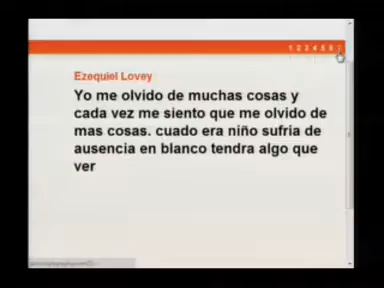 1 2 3 4 5 6
Ezequiel Lovey
Yo me olvido de muchas cosas y
cada vez me siento que me olvido de
mas cosas. cuado era niño sufria de
ausencia en blanco tendra algo que
ver